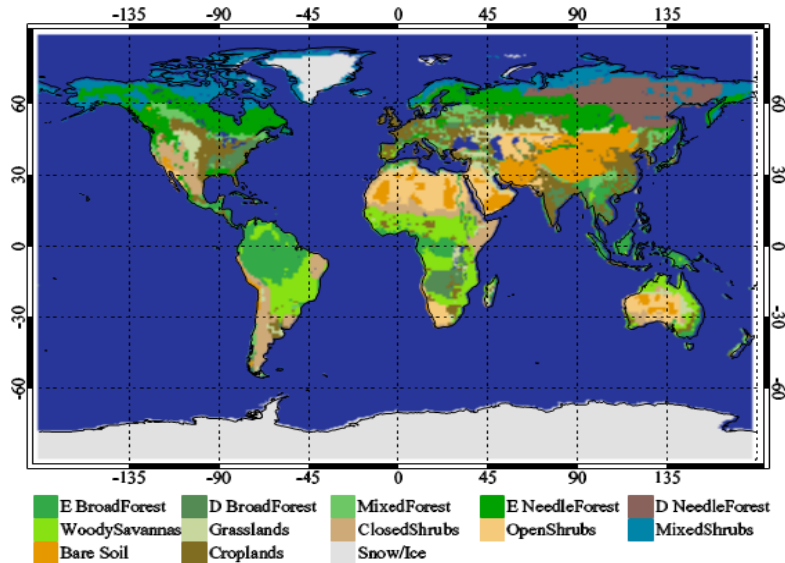 -135 -90 -45 0 45 90 135
60 60
30 30
0 0
-30 -30
-60 -60
-135 -90 -45 0 45 90 135
E BroadForest D BroadForest MixedForest E NeedleForest D NeedleForest
WoodySavannas Grasslands ClosedShrubs OpenShrubs MixedShrubs
Bare Soil Croplands Snow/Ice